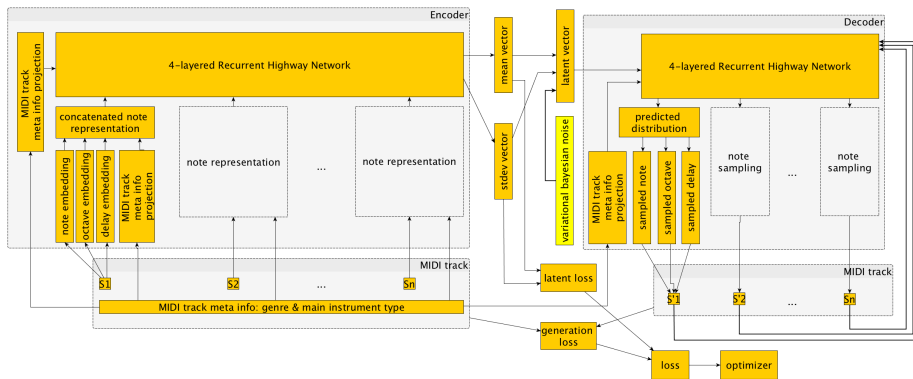 Encoder
Decoder
MIDI track
meta info projection
4-layered Recurrent Highway Network
concatenated note
representation
note embedding
octave embedding
delay embedding
MIDI track
meta info
projection
note representation
...
note representation
MIDI track
S1
S2
...
Sn
MIDI track meta info: genre & main instrument type
mean vector
stdev vector
latent vector
variational bayesian noise
latent loss
generation
loss
loss
optimizer
4-layered Recurrent Highway Network
MIDI track
meta info
projection
predicted
distribution
sampled note
sampled octave
sampled delay
note
sampling
...
note
sampling
MIDI track
S'1
S'2
...
Sn